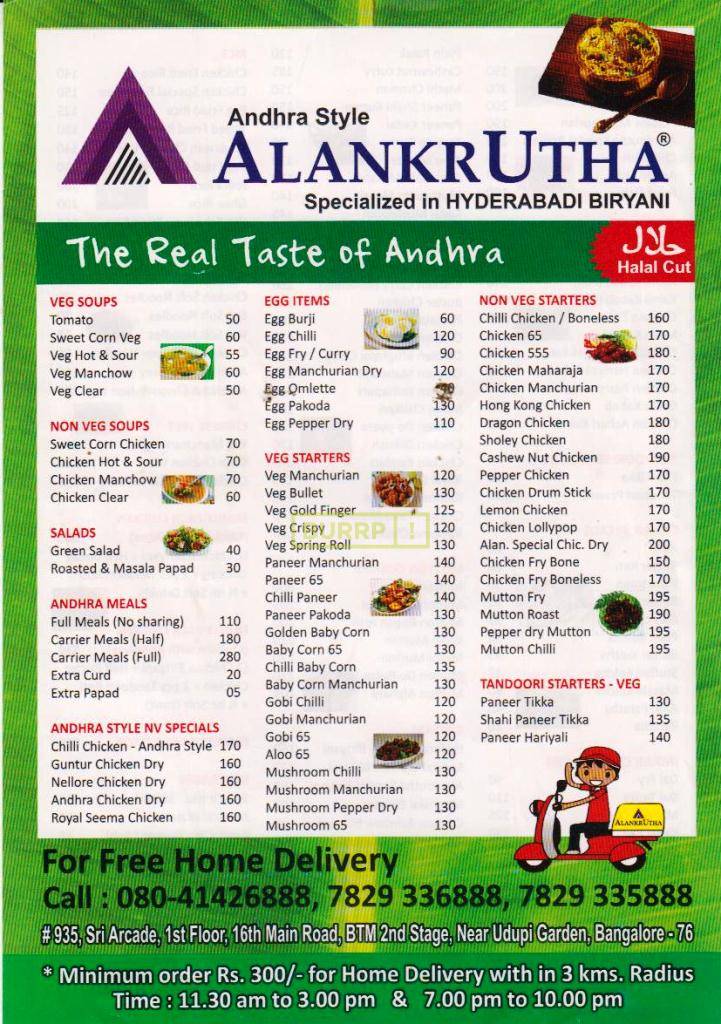 Andhra Style
ALANKRUTHA®
Specialized in HYDERABADI BIRYANI
The Real Taste of Andhra
حلال
Halal Cut
VEG SOUPS
Tomato 50
Sweet Corn Veg 60
Veg Hot & Sour 55
Veg Manchow 60
Veg Clear 50
NON VEG SOUPS
Sweet Corn Chicken 70
Chicken Hot & Sour 70
Chicken Manchow 70
Chicken Clear 60
SALADS
Green Salad 40
Roasted & Masala Papad 30
ANDHRA MEALS
Full Meals (No sharing) 110
Carrier Meals (Half) 180
Carrier Meals (Full) 280
Extra Curd 20
Extra Papad 05
ANDHRA STYLE NV SPECIALS
Chilli Chicken - Andhra Style 170
Guntur Chicken Dry 160
Nellore Chicken Dry 160
Andhra Chicken Dry 160
Royal Seema Chicken 160
EGG ITEMS
Egg Burji 60
Egg Chilli 120
Egg Fry / Curry 90
Egg Manchurian Dry 120
Egg Omlette
Egg Pakoda 130
Egg Pepper Dry 110
VEG STARTERS
Veg Manchurian 120
Veg Bullet 130
Veg Gold Finger 125
Veg Crispy 120
BURRP!
Veg Spring Roll 130
Paneer Manchurian 140
Paneer 65 140
Chilli Paneer 140
Paneer Pakoda 130
Golden Baby Corn 130
Baby Corn 65 130
Chilli Baby Corn 135
Baby Corn Manchurian 130
Gobi Chilli 120
Gobi Manchurian 120
Gobi 65 120
Aloo 65 120
Mushroom Chilli 130
Mushroom Manchurian 130
Mushroom Pepper Dry 130
Mushroom 65 130
NON VEG STARTERS
Chilli Chicken / Boneless 160
Chicken 65 170
Chicken 555 180
Chicken Maharaja 170
Chicken Manchurian 170
Hong Kong Chicken 170
Dragon Chicken 180
Sholey Chicken 180
Cashew Nut Chicken 190
Pepper Chicken 170
Chicken Drum Stick 170
Lemon Chicken 170
Chicken Lollypop 170
Alan. Special Chic. Dry 200
Chicken Fry Bone 150
Chicken Fry Boneless 170
Mutton Fry 195
Mutton Roast 190
Pepper dry Mutton 195
Mutton Chilli 195
TANDOORI STARTERS - VEG
Paneer Tikka 130
Shahi Paneer Tikka 135
Paneer Hariyali 140
ALANKRUTHA
For Free Home Delivery
Call : 080-41426888, 7829 336888, 7829 335888
# 935, Sri Arcade, 1st Floor, 16th Main Road, BTM 2nd Stage, Near Udupi Garden, Bangalore - 76
* Minimum order Rs. 300/- for Home Delivery with in 3 kms. Radius
Time : 11.30 am to 3.00 pm & 7.00 pm to 10.00 pm